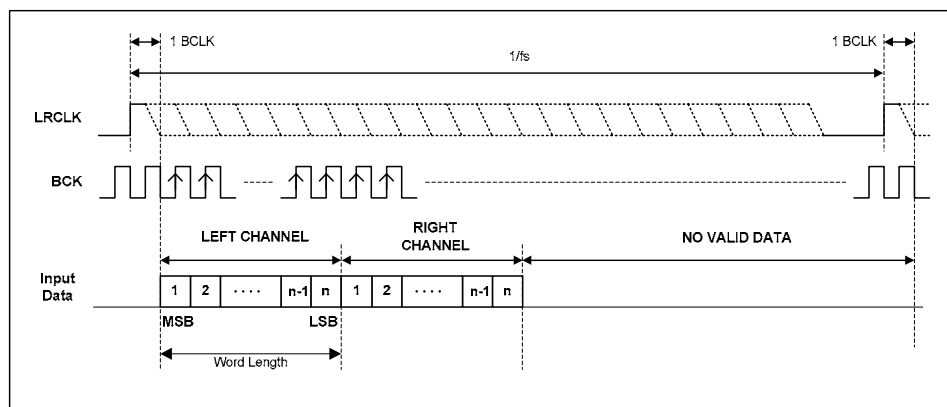 1 BCLK
1 BCLK
1/fs
LRCLK
BCK
LEFT CHANNEL
RIGHT
CHANNEL
NO VALID DATA
Input
Data
1 2 .... n-1 n 1 2 .... n-1 n
MSB
LSB
Word Length